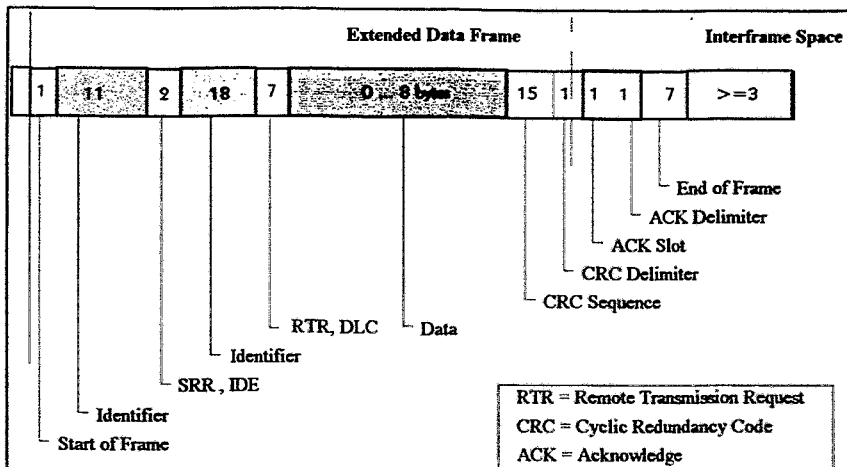 Extended Data Frame Interframe Space
1 11 2 18 7 0 ... 8 bytes 15 1 1 1 7 >=3
End of Frame
ACK Delimiter
ACK Slot
CRC Delimiter
CRC Sequence
RTR, DLC Data
Identifier
SRR , IDE
Identifier
Start of Frame
RTR = Remote Transmission Request
CRC = Cyclic Redundancy Code
ACK = Acknowledge